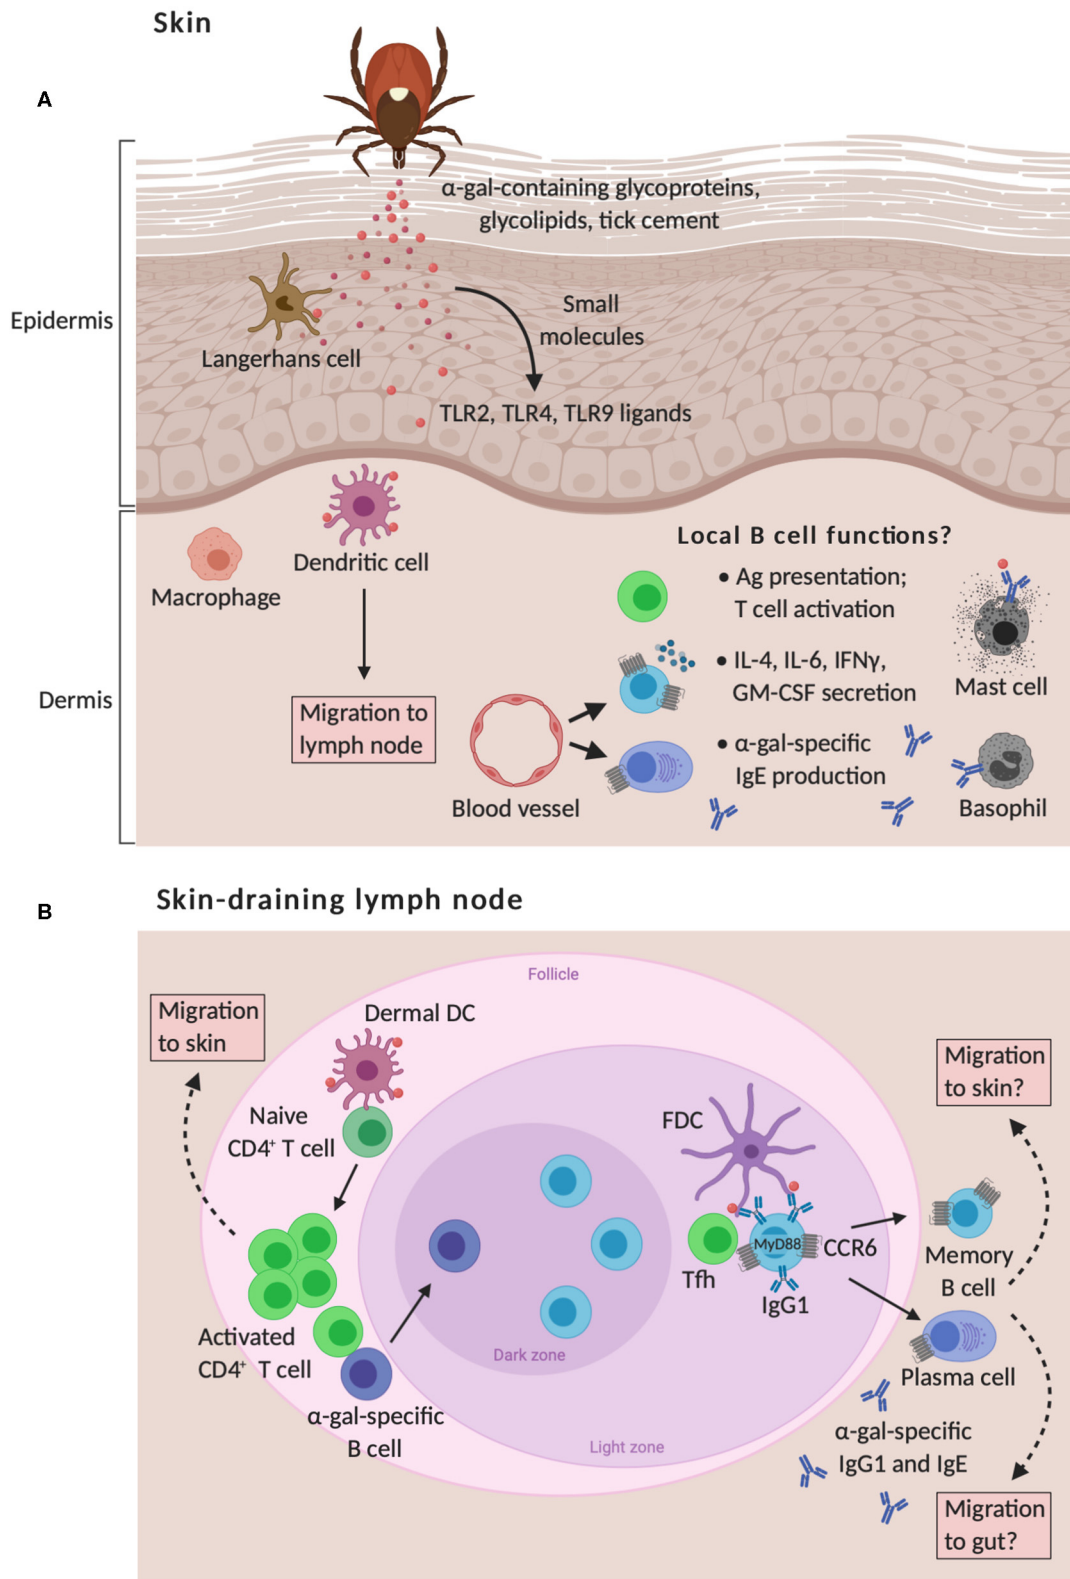 Skin
A
α-gal-containing glycoproteins,
glycolipids, tick cement
Small
molecules
Epidermis
Langerhans cell
TLR2, TLR4, TLR9 ligands
Local B cell functions?
Dendritic cell
Macrophage
• Ag presentation;
T cell activation
• IL-4, IL-6, IFNγ,
GM-CSF secretion
Mast cell
Dermis
Migration to
lymph node
• α-gal-specific
IgE production
Blood vessel
Basophil
Skin-draining lymph node
B
Follicle
Migration
to skin
Dermal DC
Migration
to skin?
Naive
CD4⁺ T cell
FDC
MyD88
CCR6
Tfh
IgG1
Memory
B cell
Activated
CD4⁺ T cell
Dark zone
Plasma cell
α-gal-specific
B cell
Light zone
α-gal-specific
IgG1 and IgE
Migration
to gut?